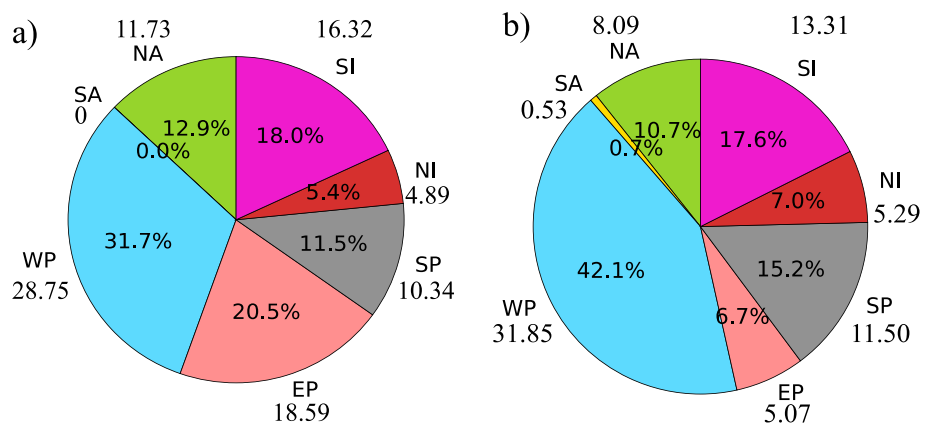 a)
11.73
16.32
NA
SI
SA
0
12.9%
0.0%
18.0%
NI
4.89
5.4%
31.7%
11.5%
WP
28.75
SP
10.34
20.5%
EP
18.59
b)
8.09
13.31
NA
SI
SA
0.53
10.7%
0.7%
17.6%
NI
5.29
7.0%
42.1%
15.2%
WP
31.85
SP
11.50
6.7%
EP
5.07